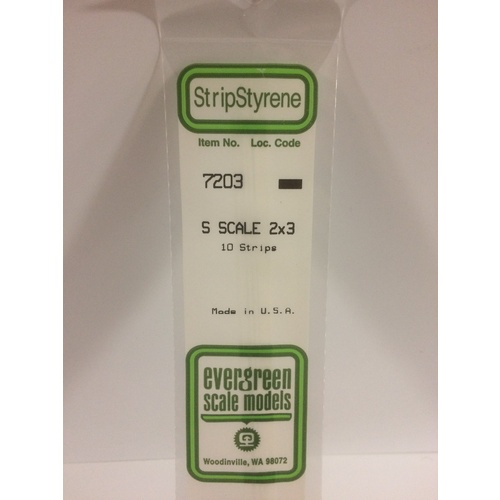 StripStyrene
Item No. Loc. Code
7203
S SCALE 2x3
10 Strips
Made in U.S.A.
evergreen
scale models
Woodinville, WA 98072